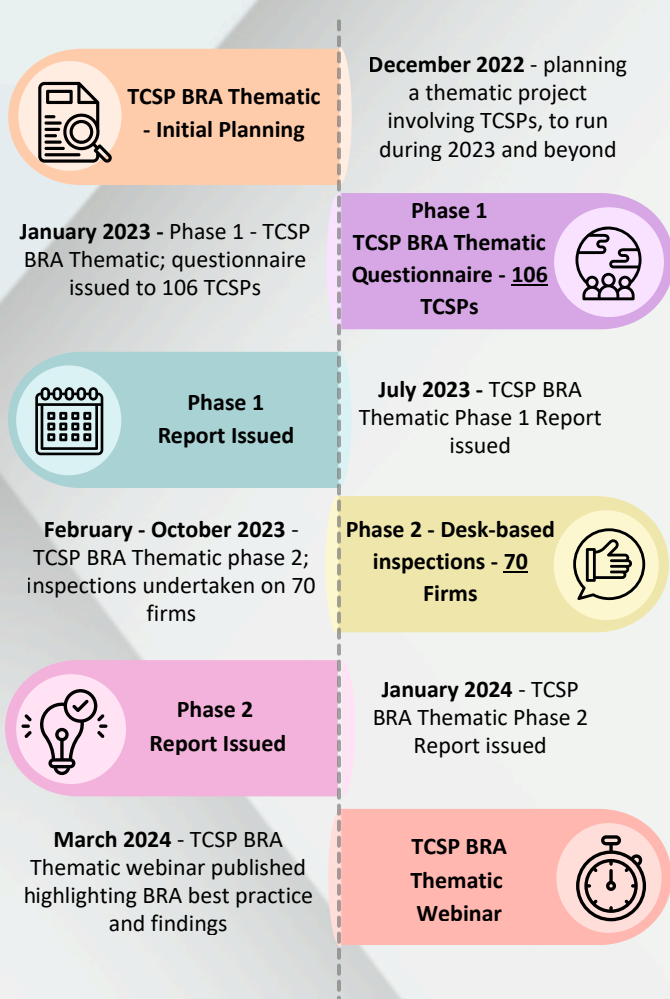 TCSP BRA Thematic
- Initial Planning
December 2022 - planning
a thematic project
involving TCSPs, to run
during 2023 and beyond
January 2023 - Phase 1 - TCSP
BRA Thematic; questionnaire
issued to 106 TCSPs
Phase 1
TCSP BRA Thematic
Questionnaire - 106
TCSPs
Phase 1
Report Issued
July 2023 - TCSP BRA
Thematic Phase 1 Report
issued
February - October 2023 -
TCSP BRA Thematic phase 2;
inspections undertaken on 70
firms
Phase 2 - Desk-based
inspections - 70
Firms
Phase 2
Report Issued
January 2024 - TCSP
BRA Thematic Phase 2
Report issued
March 2024 - TCSP BRA
Thematic webinar published
highlighting BRA best practice
and findings
TCSP BRA
Thematic
Webinar